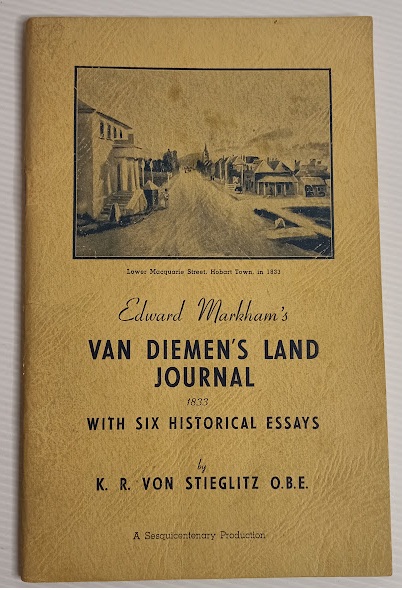 Lower Macquarie Street, Hobart Town, in 1833
Edward Markham's
VAN DIEMEN'S LAND
JOURNAL
1833
WITH SIX HISTORICAL ESSAYS
by
K. R. VON STIEGLITZ O.B.E.
A Sesquicentenary Production